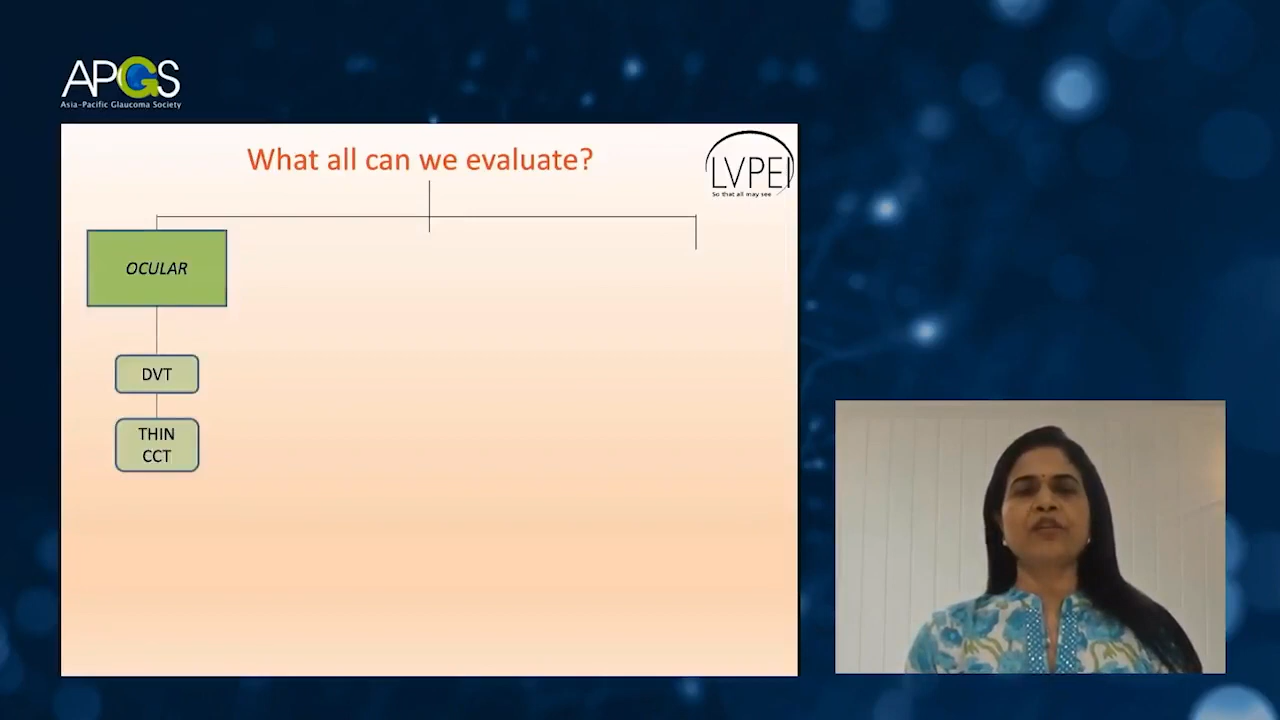 APGS
Asia-Pacific Glaucoma Society
What all can we evaluate?
LVPEI
So that all may see
OCULAR
DVT
THIN
CCT